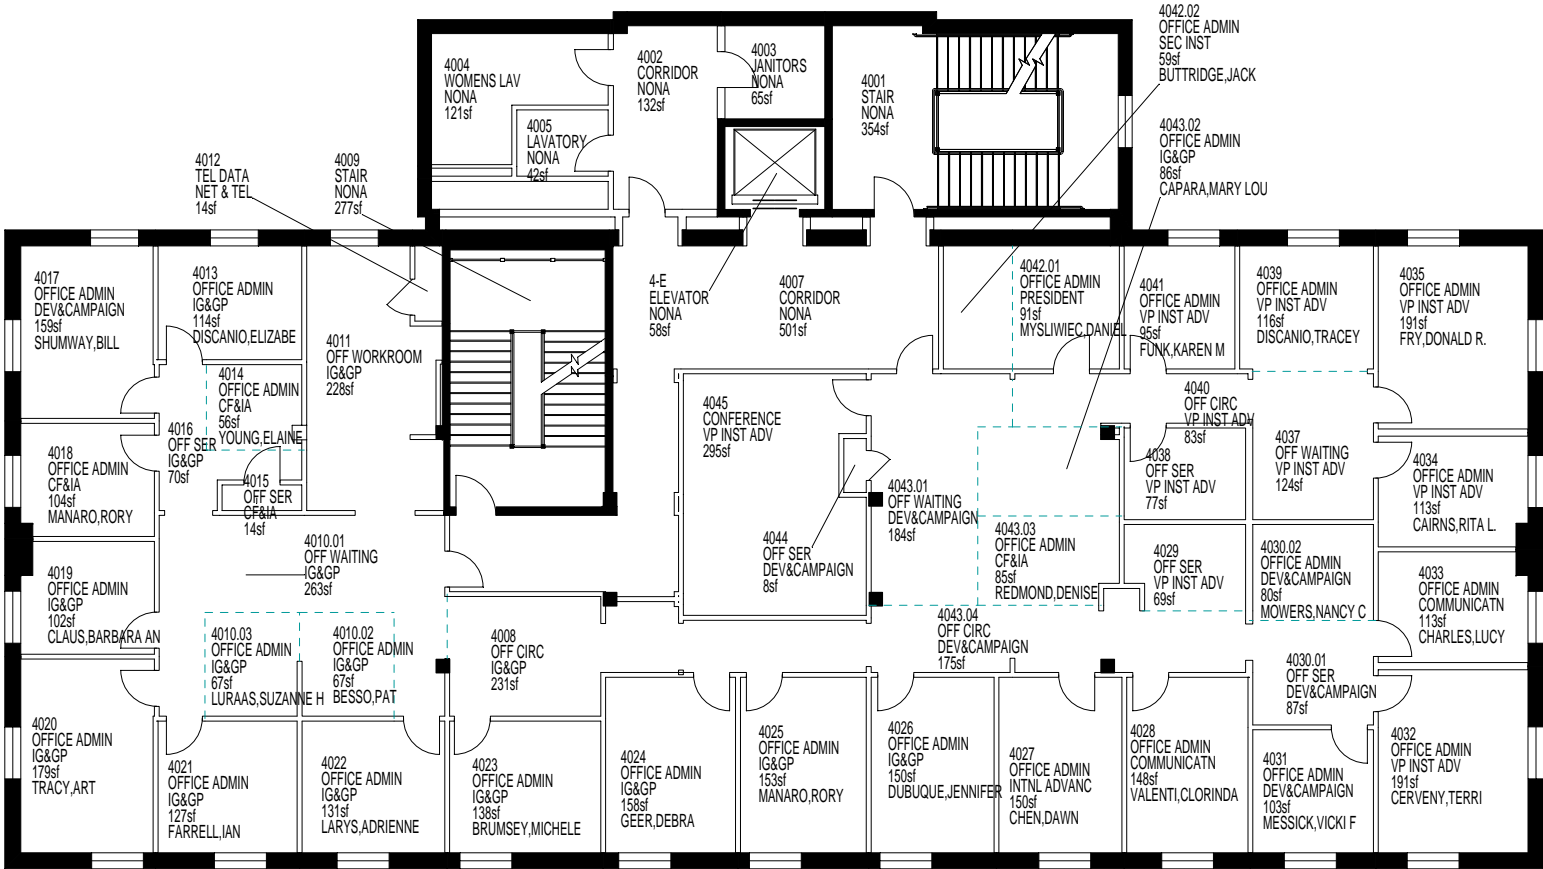 4042.02
OFFICE ADMIN
SEC INST
59sf
BUTTRIDGE,JACK
4004
WOMENS LAV
NONA
121sf
4002
CORRIDOR
NONA
132sf
4003
JANITORS
NONA
65sf
4001
STAIR
NONA
354sf
4005
LAVATORY
NONA
42sf
4043.02
OFFICE ADMIN
IG&GP
86sf
CAPARA,MARY LOU
4012
TEL DATA
NET & TEL
14sf
4009
STAIR
NONA
277sf
4017
OFFICE ADMIN
DEV&CAMPAIGN
159sf
SHUMWAY,BILL
4013
OFFICE ADMIN
IG&GP
114sf
DISCANIO,ELIZABE
4011
OFF WORKROOM
IG&GP
228sf
4-E
ELEVATOR
NONA
58sf
4007
CORRIDOR
NONA
501sf
4042.01
OFFICE ADMIN
PRESIDENT
91sf
MYSLIWIEC,DANIEL
4041
OFFICE ADMIN
VP INST ADV
95sf
FUNK,KAREN M
4039
OFFICE ADMIN
VP INST ADV
116sf
DISCANIO,TRACEY
4035
OFFICE ADMIN
VP INST ADV
191sf
FRY,DONALD R.
4014
OFFICE ADMIN
CF&IA
56sf
YOUNG,ELAINE
4016
OFF SER
IG&GP
70sf
4018
OFFICE ADMIN
CF&IA
104sf
MANARO,RORY
4015
OFF SER
CF&IA
14sf
4045
CONFERENCE
VP INST ADV
295sf
4040
OFF CIRC
VP INST ADV
83sf
4037
OFF WAITING
VP INST ADV
124sf
4038
OFF SER
VP INST ADV
77sf
4034
OFFICE ADMIN
VP INST ADV
113sf
CAIRNS,RITA L.
4043.01
OFF WAITING
DEV&CAMPAIGN
184sf
4044
OFF SER
DEV&CAMPAIGN
8sf
4043.03
OFFICE ADMIN
CF&IA
85sf
REDMOND,DENISE
4029
OFF SER
VP INST ADV
69sf
4030.02
OFFICE ADMIN
DEV&CAMPAIGN
80sf
MOWERS,NANCY C
4033
OFFICE ADMIN
COMMUNICATN
113sf
CHARLES,LUCY
4010.01
OFF WAITING
IG&GP
263sf
4019
OFFICE ADMIN
IG&GP
102sf
CLAUS,BARBARA AN
4010.03
OFFICE ADMIN
IG&GP
67sf
LURAAS,SUZANNE H
4010.02
OFFICE ADMIN
IG&GP
67sf
BESSO,PAT
4008
OFF CIRC
IG&GP
231sf
4043.04
OFF CIRC
DEV&CAMPAIGN
175sf
4030.01
OFF SER
DEV&CAMPAIGN
87sf
4020
OFFICE ADMIN
IG&GP
179sf
TRACY,ART
4021
OFFICE ADMIN
IG&GP
127sf
FARRELL,IAN
4022
OFFICE ADMIN
IG&GP
131sf
LARYS,ADRIENNE
4023
OFFICE ADMIN
IG&GP
138sf
BRUMSEY,MICHELE
4024
OFFICE ADMIN
IG&GP
158sf
GEER,DEBRA
4025
OFFICE ADMIN
IG&GP
153sf
MANARO,RORY
4026
OFFICE ADMIN
IG&GP
150sf
DUBUQUE,JENNIFER
4027
OFFICE ADMIN
INTNL ADVANC
150sf
CHEN,DAWN
4028
OFFICE ADMIN
COMMUNICATN
148sf
VALENTI,CLORINDA
4031
OFFICE ADMIN
DEV&CAMPAIGN
103sf
MESSICK,VICKI F
4032
OFFICE ADMIN
VP INST ADV
191sf
CERVENY,TERRI